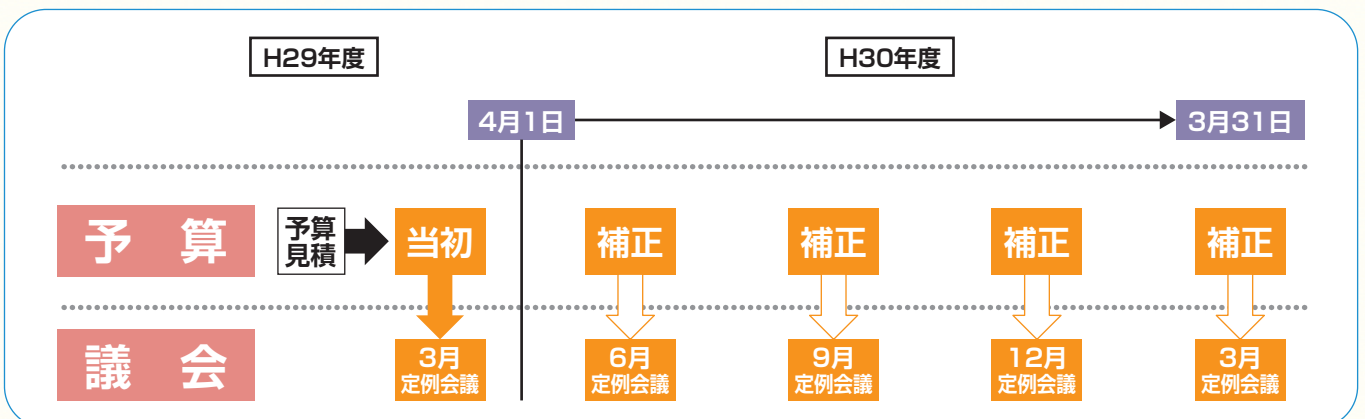 H29年度
H30年度
4月1日
3月31日
予算
予算
見積
当初
補正
補正
補正
補正
議会
3月
定例会議
6月
定例会議
9月
定例会議
12月
定例会議
3月
定例会議